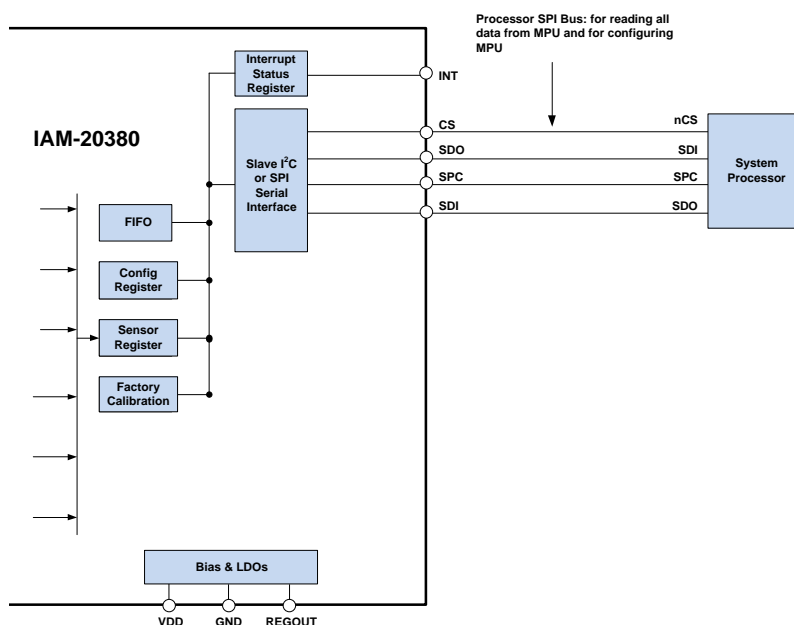 Processor SPI Bus: for reading all
data from MPU and for configuring
MPU
Interrupt
Status
Register
INT
IAM-20380
CS
nCS
Slave I²C
or SPI
Serial
Interface
SDO
SDI
SPC
SPC
SDI
SDO
System
Processor
FIFO
Config
Register
Sensor
Register
Factory
Calibration
Bias & LDOs
VDD
GND
REGOUT